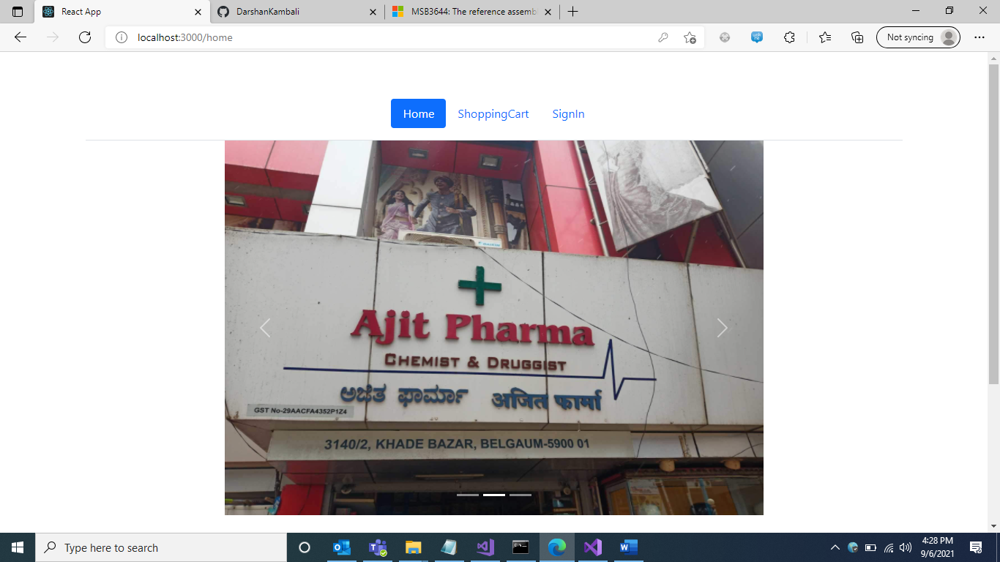 React App
DarshanKambali
MSB3644: The reference assemb
localhost:3000/home
Not syncing
Home
ShoppingCart
SignIn
Ajit Pharma
CHEMIST & DRUGGIST
ಅಜಿತ ಫಾರ್ಮಾ
अजित फार्मा
GST No-29AACFA4352P1Z4
3140/2, KHADE BAZAR, BELGAUM-5900 01
Type here to search
4:28 PM
9/6/2021